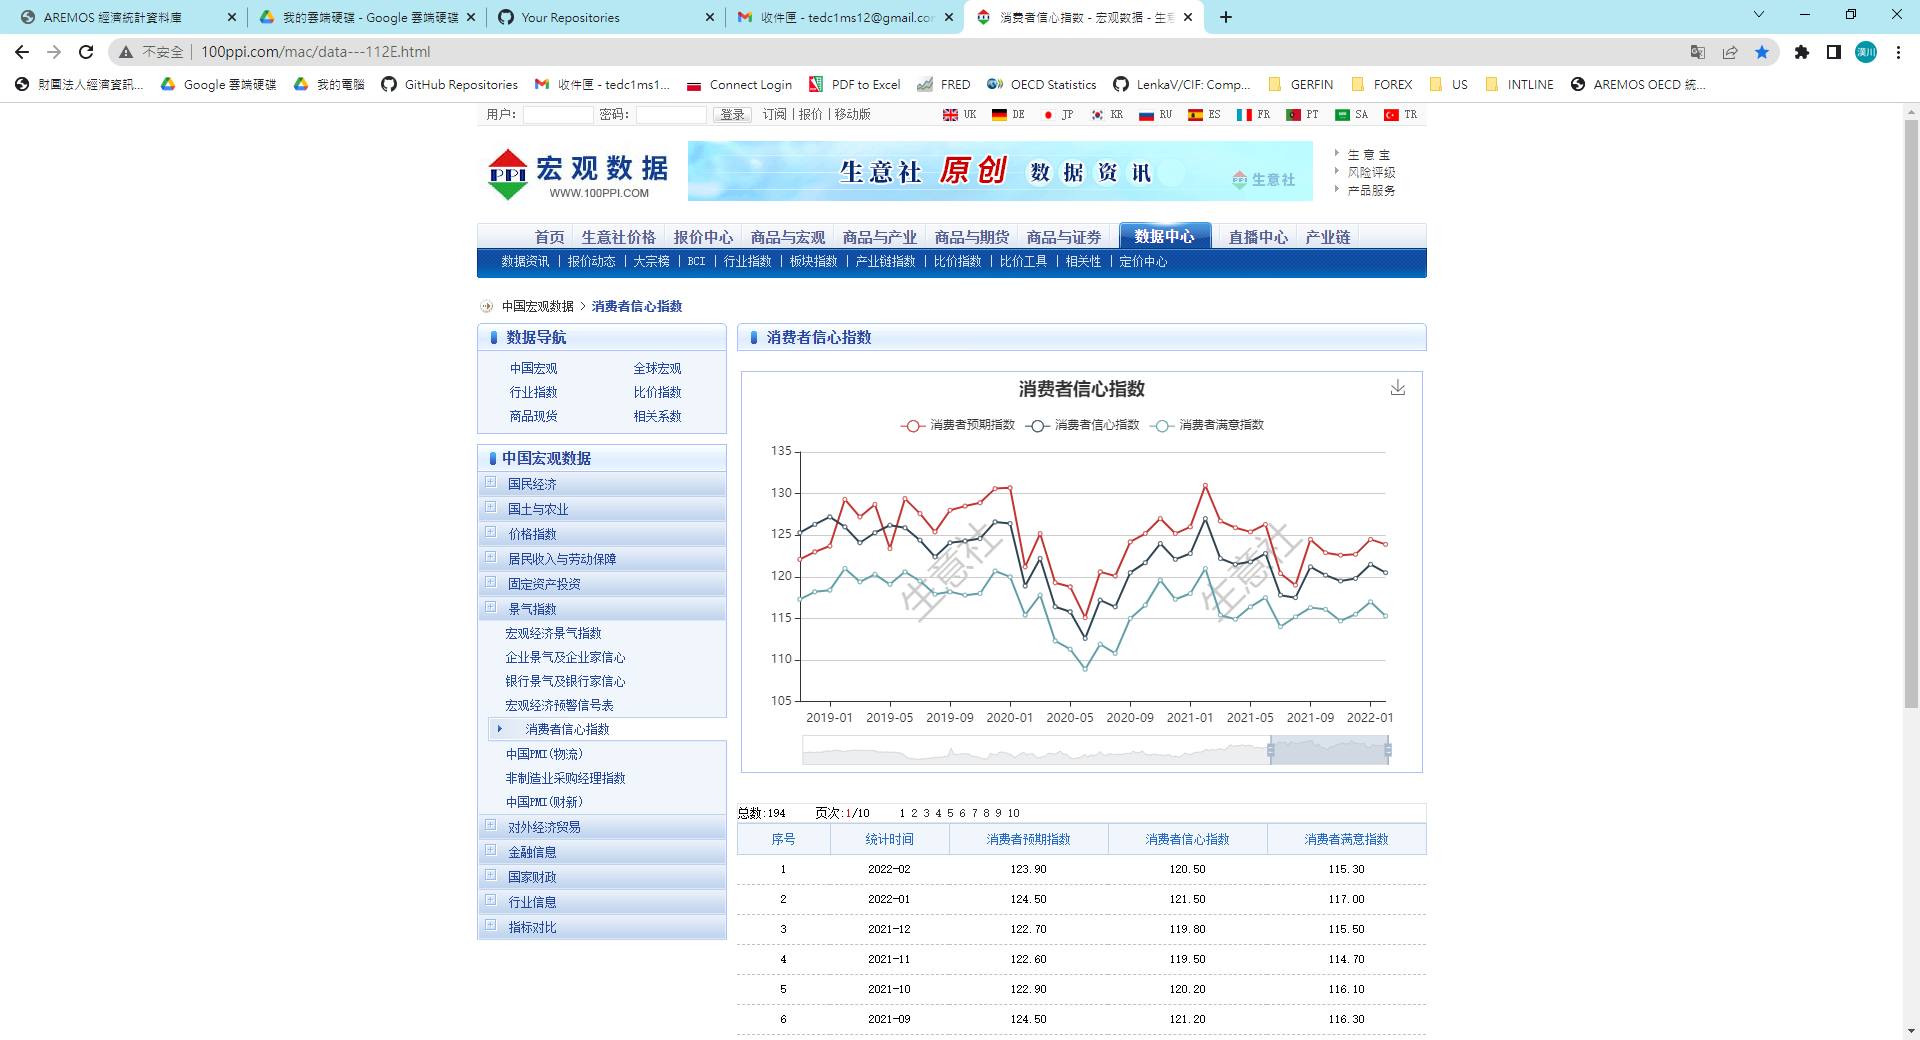 AREMOS 經濟統計資料庫
我的雲端硬碟 - Google 雲端硬碟
Your Repositories
收件匣 - tedc1ms12@gmail.cor
消费者信心指数 - 宏观数据 - 生意
不安全 | 100ppi.com/mac/data---112E.html
潢川
財團法人經濟資訊...
Google 雲端硬碟
我的電腦
GitHub Repositories
收件匣 - tedc1ms1...
Connect Login
PDF to Excel
FRED
OECD Statistics
LenkaV/CIF: Comp...
GERFIN
FOREX
US
INTLINE
AREMOS OECD 統...
用户: 密码: 登录 订阅 | 报价 | 移动版
UK DE JP KR RU ES FR PT SA TR
PPI 宏观数据
WWW.100PPI.COM
生意社 原创 数据资讯
PPI 生意社
生 意 宝
风险评级
产品服务
首页 生意社价格 报价中心 商品与宏观 商品与产业 商品与期货 商品与证券 数据中心 直播中心 产业链
数据资讯 | 报价动态 | 大宗榜 | BCI | 行业指数 | 板块指数 | 产业链指数 | 比价指数 | 比价工具 | 相关性 | 定价中心
中国宏观数据 > 消费者信心指数
数据导航
中国宏观 全球宏观
行业指数 比价指数
商品现货 相关系数
中国宏观数据
国民经济
国土与农业
价格指数
居民收入与劳动保障
固定资产投资
景气指数
宏观经济景气指数
企业景气及企业家信心
银行景气及银行家信心
宏观经济预警信号表
消费者信心指数
中国PMI(物流)
非制造业采购经理指数
中国PMI(财新)
对外经济贸易
金融信息
国家财政
行业信息
指标对比
消费者信心指数
消费者信心指数
消费者预期指数 消费者信心指数 消费者满意指数
135
130
125
120
115
110
105
生意社 生意社
2019-01 2019-05 2019-09 2020-01 2020-05 2020-09 2021-01 2021-05 2021-09 2022-01
总数:194 页次:1/10 1 2 3 4 5 6 7 8 9 10
序号 统计时间 消费者预期指数 消费者信心指数 消费者满意指数
1 2022-02 123.90 120.50 115.30
2 2022-01 124.50 121.50 117.00
3 2021-12 122.70 119.80 115.50
4 2021-11 122.60 119.50 114.70
5 2021-10 122.90 120.20 116.10
6 2021-09 124.50 121.20 116.30